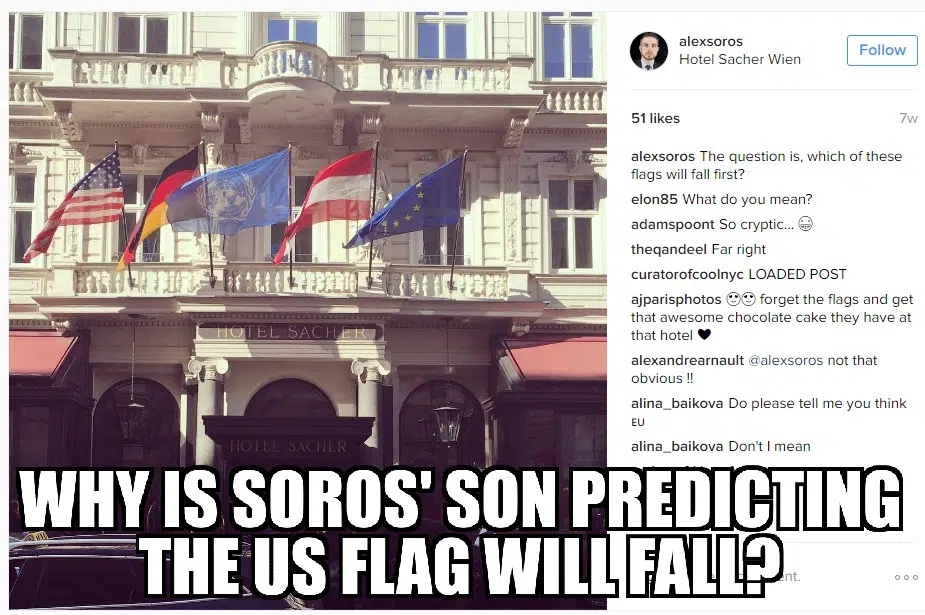 alexsoros
Hotel Sacher Wien
Follow
51 likes
7w
alexsoros The question is, which of these
flags will fall first?
elon85 What do you mean?
adamspoont So cryptic... 😁
theqandeel Far right
curatorofcoolnyc LOADED POST
ajparisphotos 🙄🙄 forget the flags and get
that awesome chocolate cake they have at
that hotel 🖤
alexandrearnault @alexsoros not that
obvious !!
alina_baikova Do please tell me you think
EU
alina_baikova Don't I mean
HOTEL SACHER
HOTEL SACHER
WHY IS SOROS' SON PREDICTING
THE US FLAG WILL FALL?